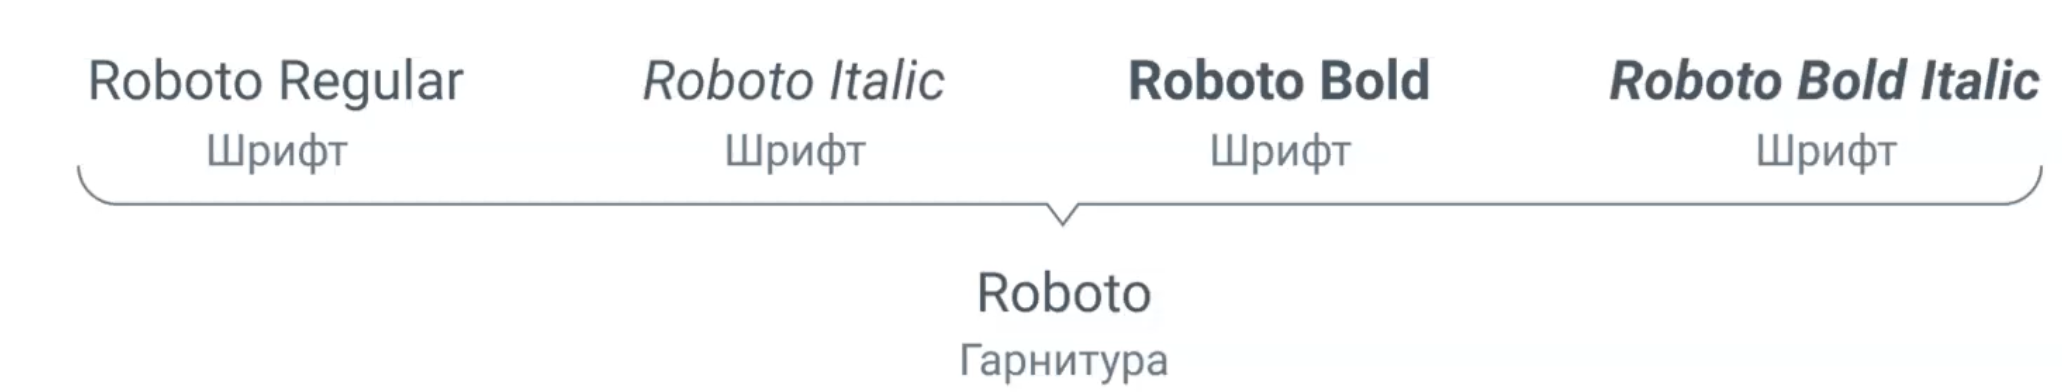 Roboto Regular Roboto Italic Roboto Bold Roboto Bold Italic
Шрифт Шрифт Шрифт Шрифт
Roboto
Гарнитура